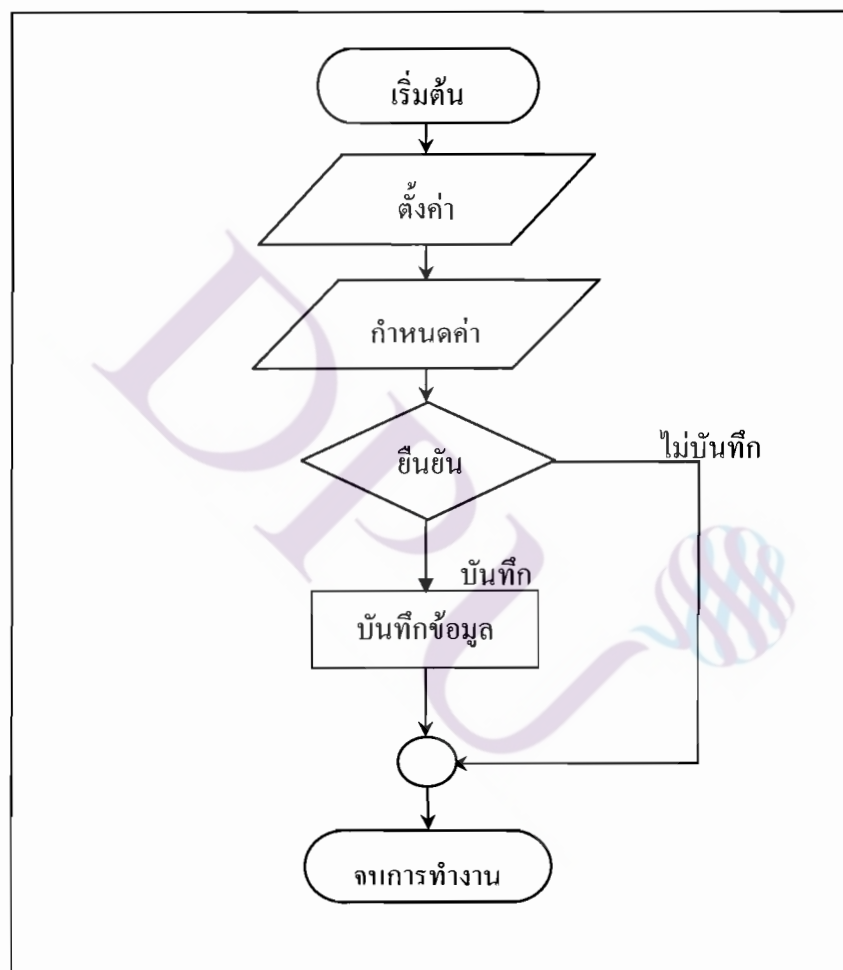 เริ่มต้น
ตั้งค่า
กำหนดค่า
ยืนยัน
ไม่บันทึก
บันทึก
บันทึกข้อมูล
จบการทำงาน
DPU